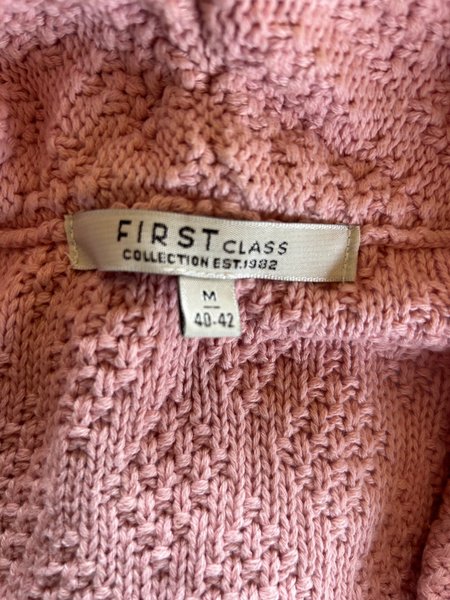 FIRST CLASS
COLLECTION EST.1982
M
40-42